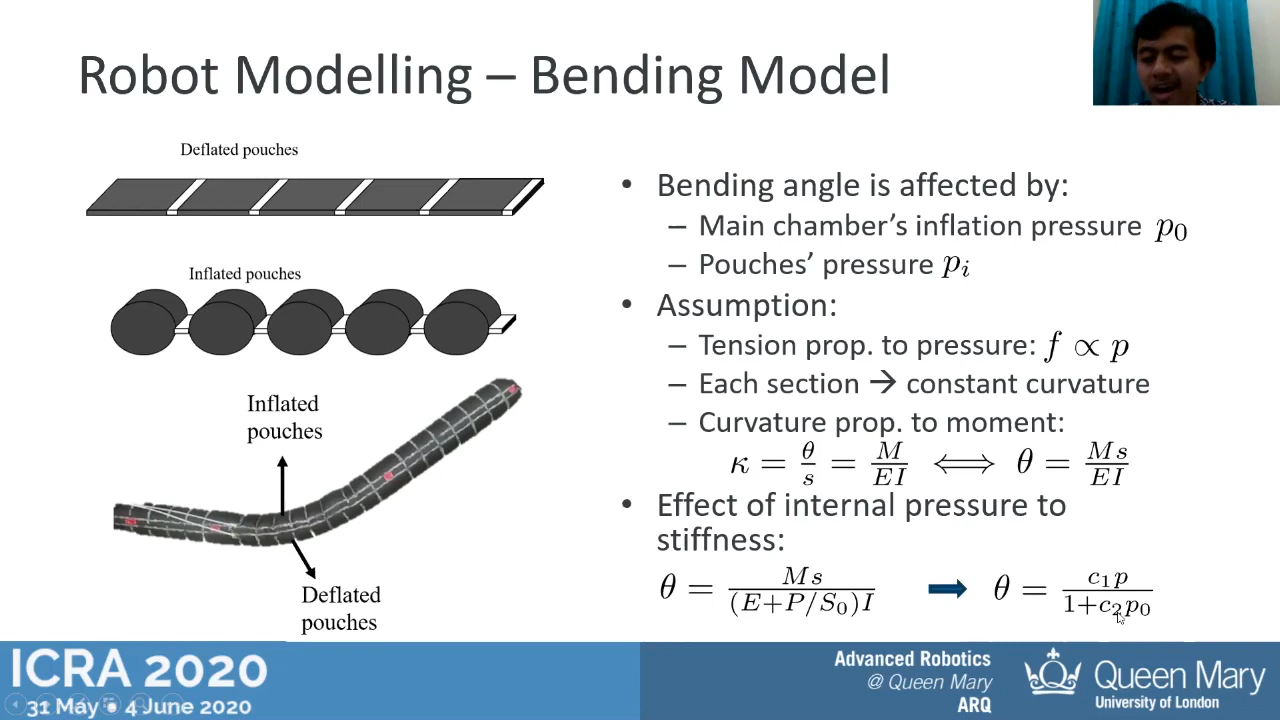 Robot Modelling – Bending Model
Deflated pouches
Inflated pouches
Inflated
pouches
Deflated
pouches
• Bending angle is affected by:
– Main chamber's inflation pressure p₀
– Pouches' pressure pᵢ
• Assumption:
– Tension prop. to pressure: f ∝ p
– Each section → constant curvature
– Curvature prop. to moment:
κ = θ/s = M/EI ⟺ θ = Ms/EI
• Effect of internal pressure to
stiffness:
θ = Ms/(E+P/S₀)I ➡ θ = c₁p/1+c₂p₀
ICRA 2020
31 May • 4 June 2020
Advanced Robotics
@ Queen Mary
ARQ
Queen Mary
University of London